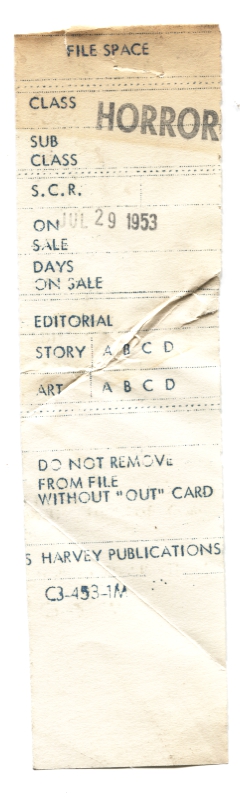 FILE SPACE
CLASS HORROR
SUB
CLASS
S.C.R.
ON JUL 29 1953
SALE
DAYS
ON SALE
EDITORIAL
STORY A B C D
ART A B C D
DO NOT REMOVE
FROM FILE
WITHOUT "OUT" CARD
S HARVEY PUBLICATIONS
C3-453-1M